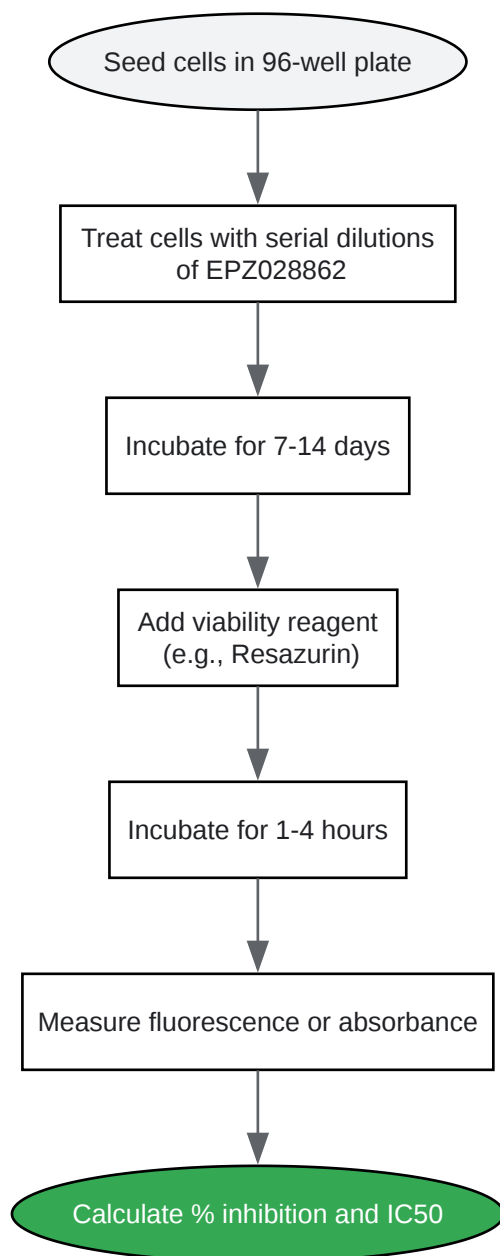 Seed cells in 96-well plate
Treat cells with serial dilutions
of EPZ028862
Incubate for 7-14 days
Add viability reagent
(e.g., Resazurin)
Incubate for 1-4 hours
Measure fluorescence or absorbance
Calculate % inhibition and IC50